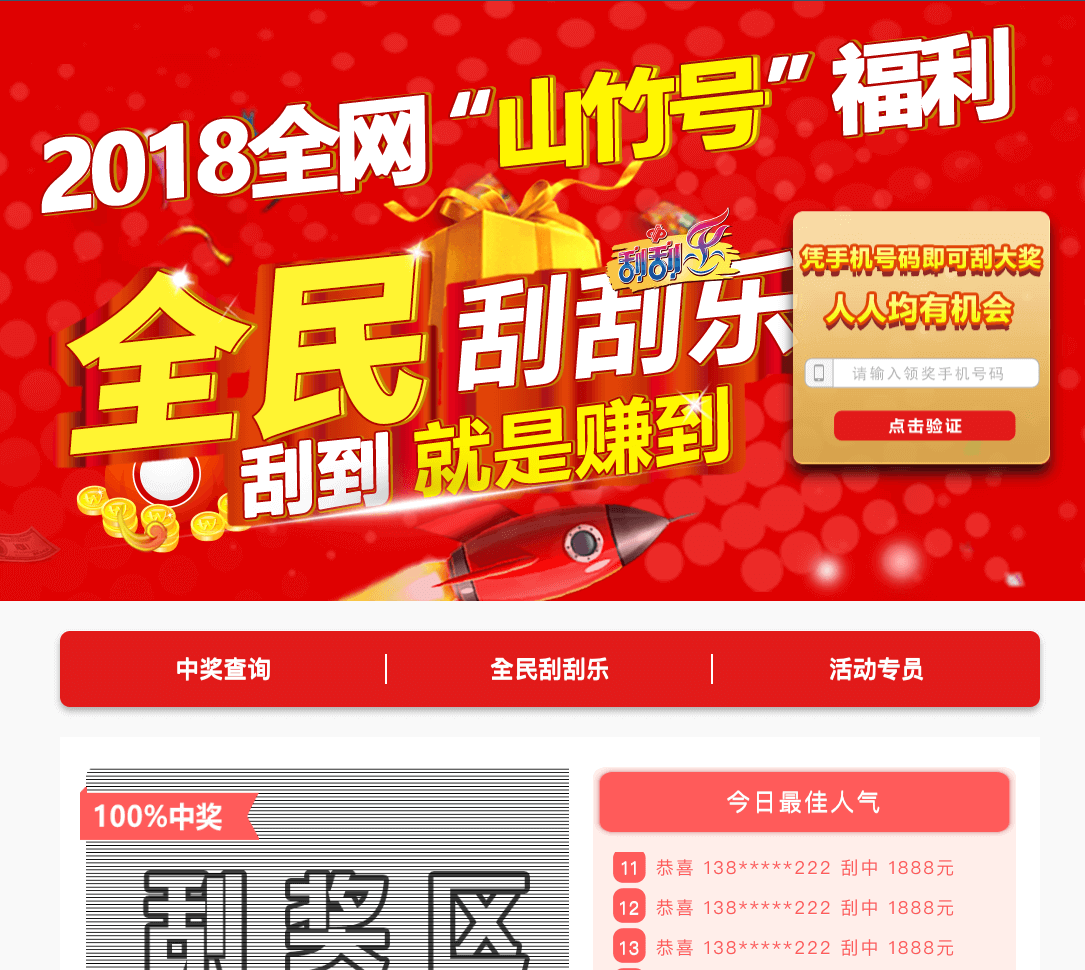 2018全网“山竹号”福利
全民刮刮乐
刮刮乐
刮到就是赚到
凭手机号码即可刮大奖
人人均有机会
请输入领奖手机号码
点击验证
中奖查询
全民刮刮乐
活动专员
100%中奖
刮奖区
今日最佳人气
11 恭喜 138*****222 刮中 1888元
12 恭喜 138*****222 刮中 1888元
13 恭喜 138*****222 刮中 1888元